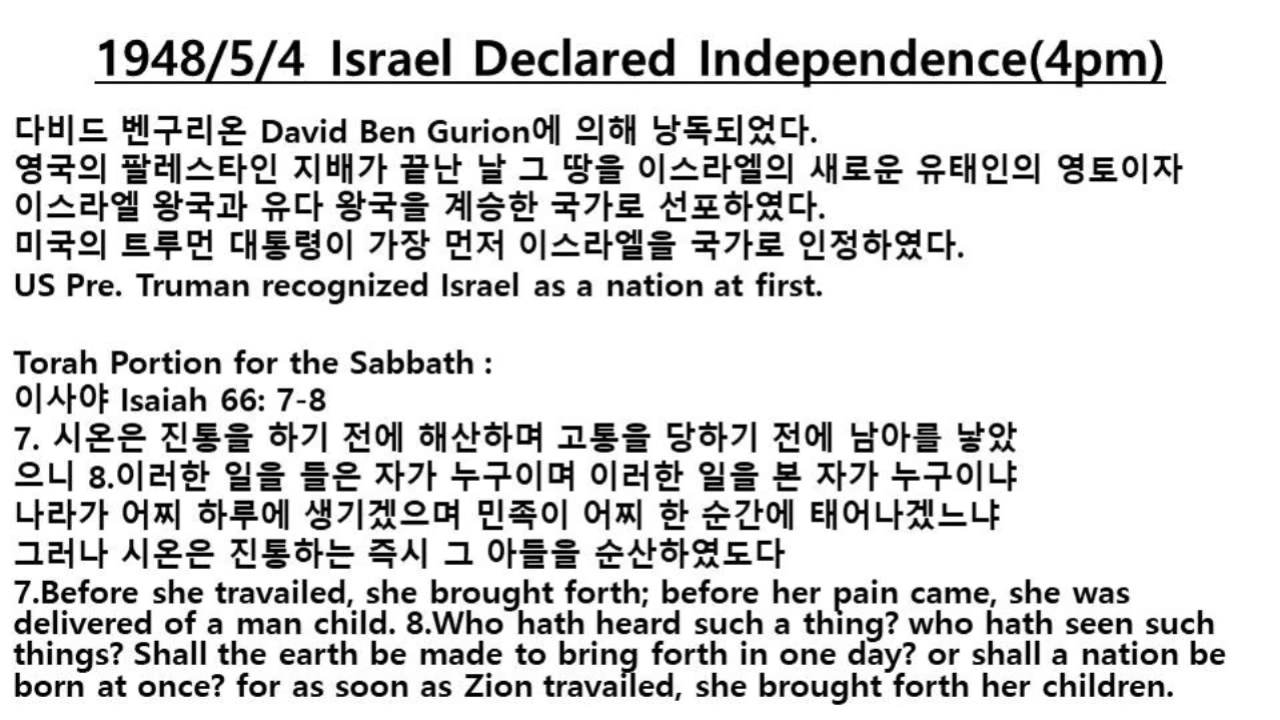 1948/5/4 Israel Declared Independence(4pm)
다비드 벤구리온 David Ben Gurion에 의해 낭독되었다.
영국의 팔레스타인 지배가 끝난 날 그 땅을 이스라엘의 새로운 유태인의 영토이자
이스라엘 왕국과 유다 왕국을 계승한 국가로 선포하였다.
미국의 트루먼 대통령이 가장 먼저 이스라엘을 국가로 인정하였다.
US Pre. Truman recognized Israel as a nation at first.
Torah Portion for the Sabbath :
이사야 Isaiah 66: 7-8
7. 시온은 진통을 하기 전에 해산하며 고통을 당하기 전에 남아를 낳았
으니 8.이러한 일을 들은 자가 누구이며 이러한 일을 본 자가 누구이냐
나라가 어찌 하루에 생기겠으며 민족이 어찌 한 순간에 태어나겠느냐
그러나 시온은 진통하는 즉시 그 아들을 순산하였도다
7.Before she travailed, she brought forth; before her pain came, she was
delivered of a man child. 8.Who hath heard such a thing? who hath seen such
things? Shall the earth be made to bring forth in one day? or shall a nation be
born at once? for as soon as Zion travailed, she brought forth her children.